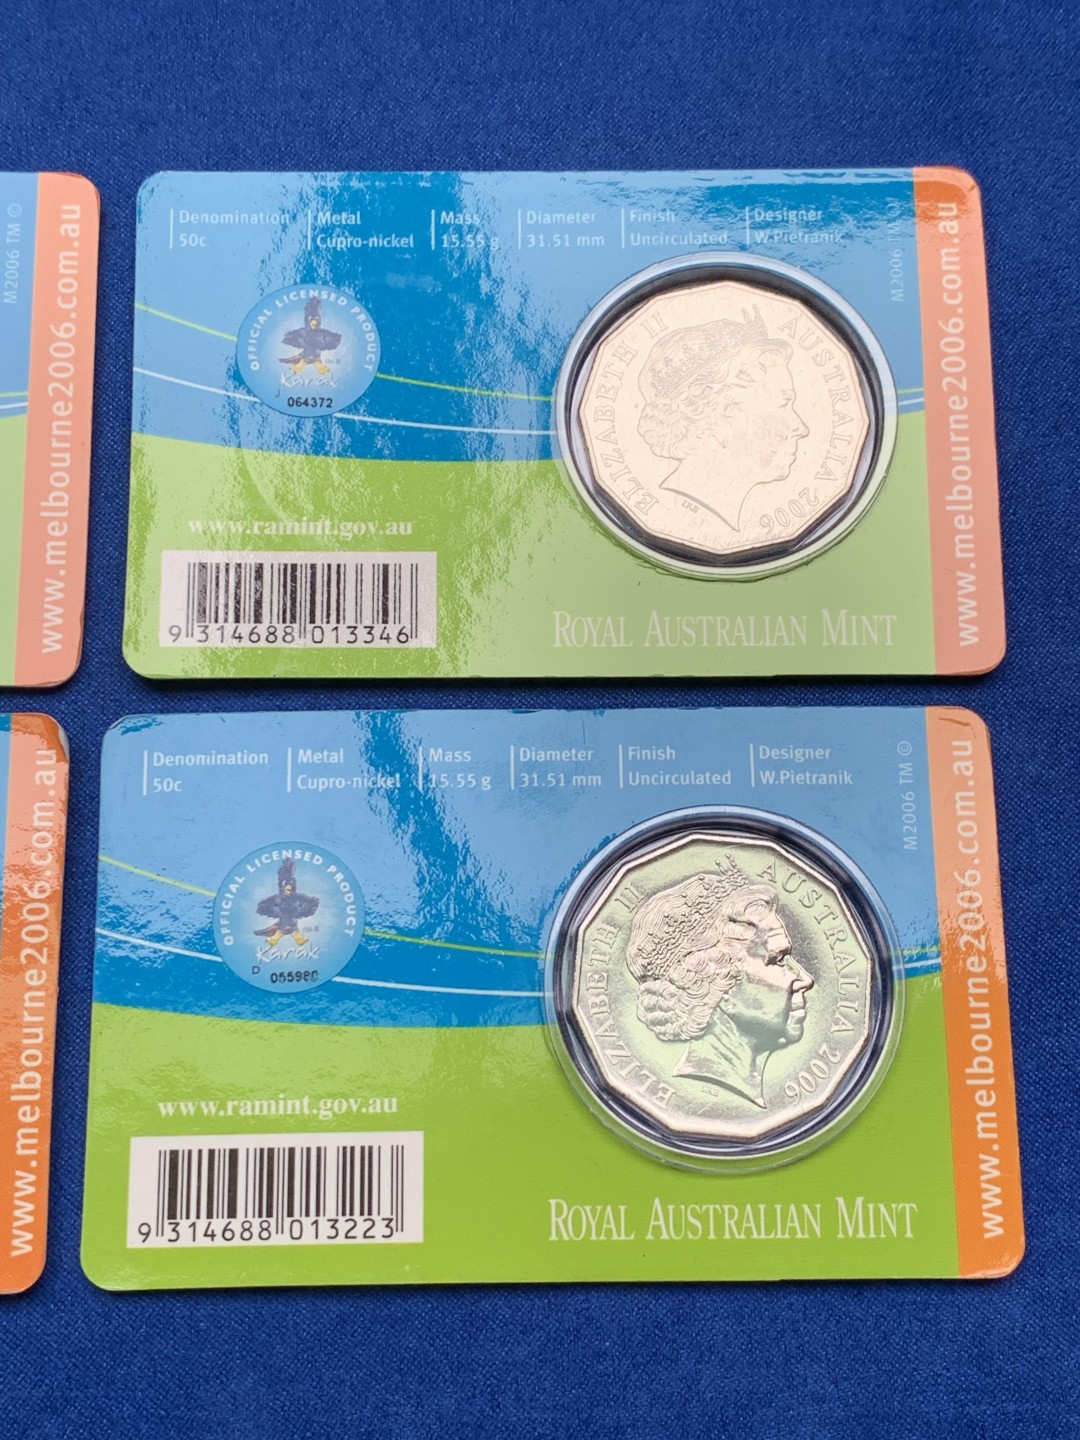 M2006 TM ©
www.melbourne2006.com.au
Denomination
50c
Metal
Cupro-nickel
Mass
15.55 g
Diameter
31.51 mm
Finish
Uncirculated
Designer
W.Pietranik
OFFICIAL LICENSED PRODUCT
Karak
J
064372
ELIZABETH II AUSTRALIA 2006
IRB
M2006 TM
www.melbourne2006.com.au
www.ramint.gov.au
9 314688 013346
ROYAL AUSTRALIAN MINT
www.melbourne2006.com.au
Denomination
50c
Metal
Cupro-nickel
Mass
15.55 g
Diameter
31.51 mm
Finish
Uncirculated
Designer
W.Pietranik
OFFICIAL LICENSED PRODUCT
Karak
D
ELIZABETH II AUSTRALIA 2006
M2006 TM ©
www.melbourne2006.com.au
www.ramint.gov.au
9 314688 013223
ROYAL AUSTRALIAN MINT